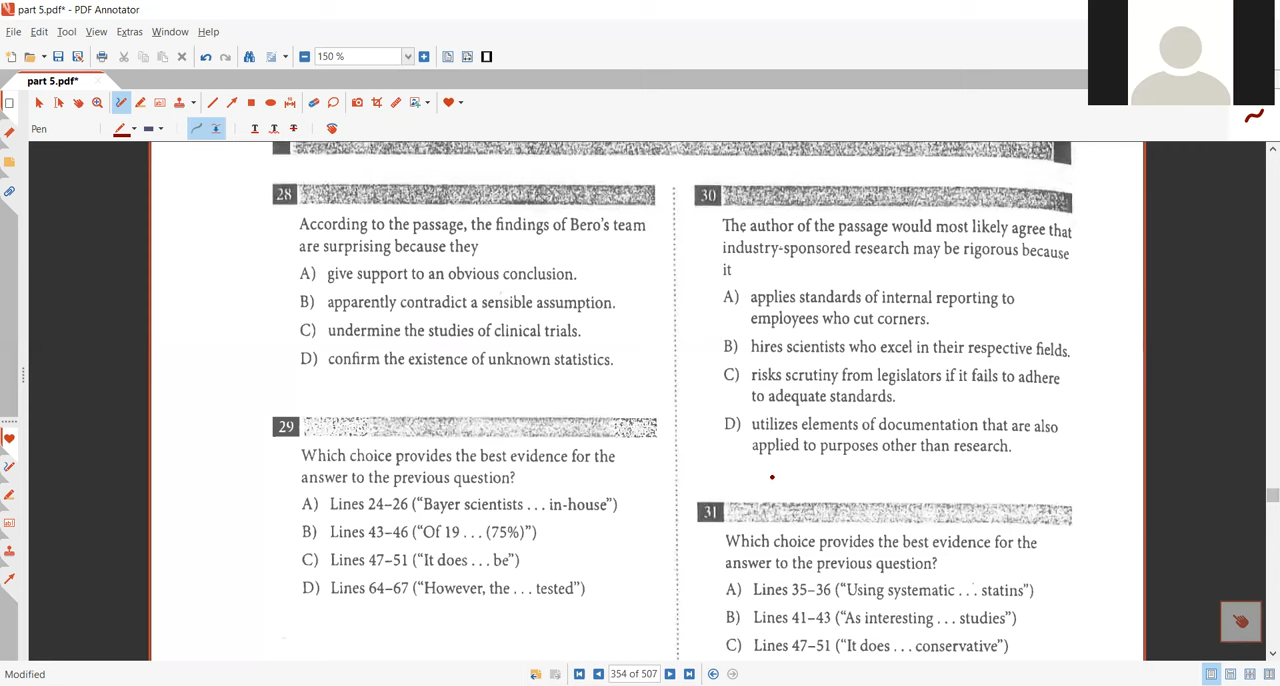 part 5.pdf* - PDF Annotator
File Edit Tool View Extras Window Help
150 %
part 5.pdf*
Pen
28
According to the passage, the findings of Bero's team
are surprising because they
A) give support to an obvious conclusion.
B) apparently contradict a sensible assumption.
C) undermine the studies of clinical trials.
D) confirm the existence of unknown statistics.
29
Which choice provides the best evidence for the
answer to the previous question?
A) Lines 24–26 (“Bayer scientists . . . in-house”)
B) Lines 43–46 (“Of 19 . . . (75%)”)
C) Lines 47–51 (“It does . . . be”)
D) Lines 64–67 (“However, the . . . tested”)
30
The author of the passage would most likely agree that
industry-sponsored research may be rigorous because
it
A) applies standards of internal reporting to
employees who cut corners.
B) hires scientists who excel in their respective fields.
C) risks scrutiny from legislators if it fails to adhere
to adequate standards.
D) utilizes elements of documentation that are also
applied to purposes other than research.
31
Which choice provides the best evidence for the
answer to the previous question?
A) Lines 35–36 (“Using systematic . . . statins”)
B) Lines 41–43 (“As interesting . . . studies”)
C) Lines 47–51 (“It does . . . conservative”)
Modified
354 of 507